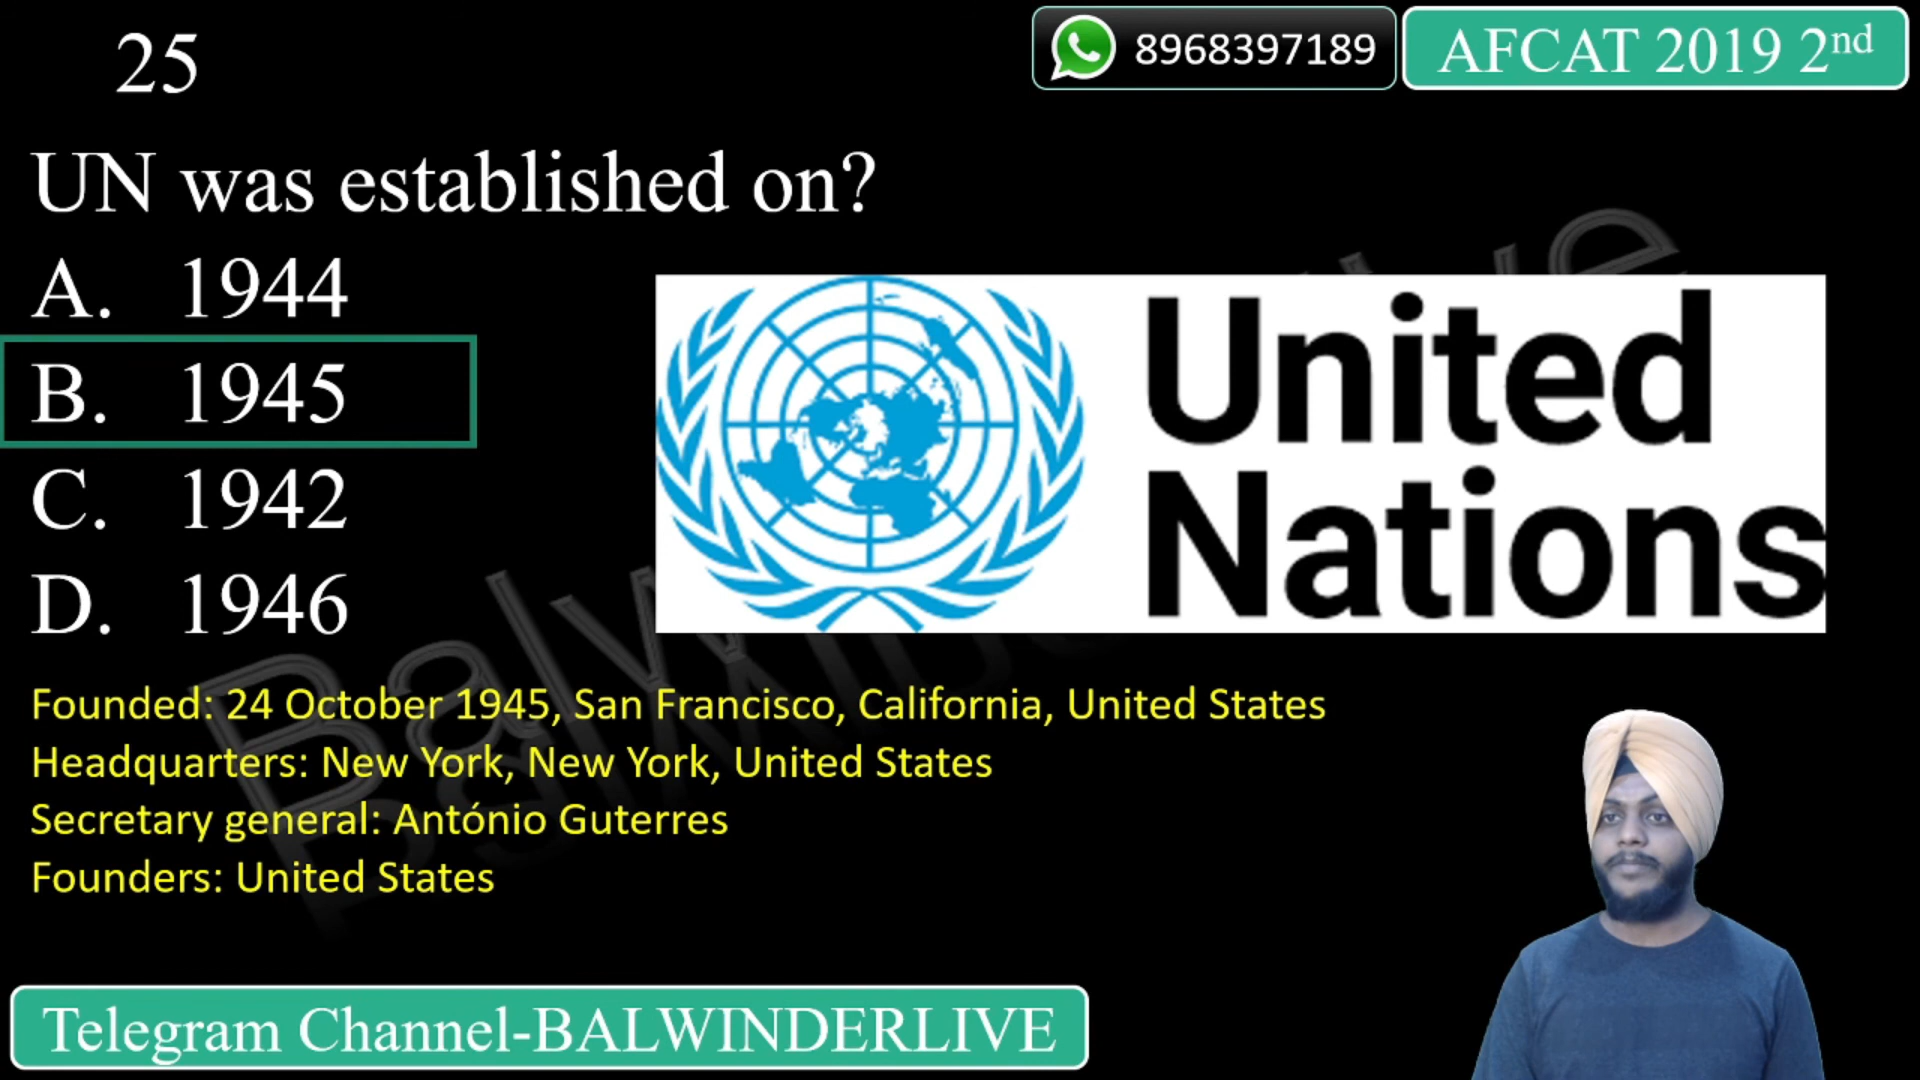 25
8968397189
AFCAT 2019 2nd
UN was established on?
A. 1944
B. 1945
C. 1942
D. 1946
United
Nations
Founded: 24 October 1945, San Francisco, California, United States
Headquarters: New York, New York, United States
Secretary general: António Guterres
Founders: United States
Telegram Channel-BALWINDERLIVE